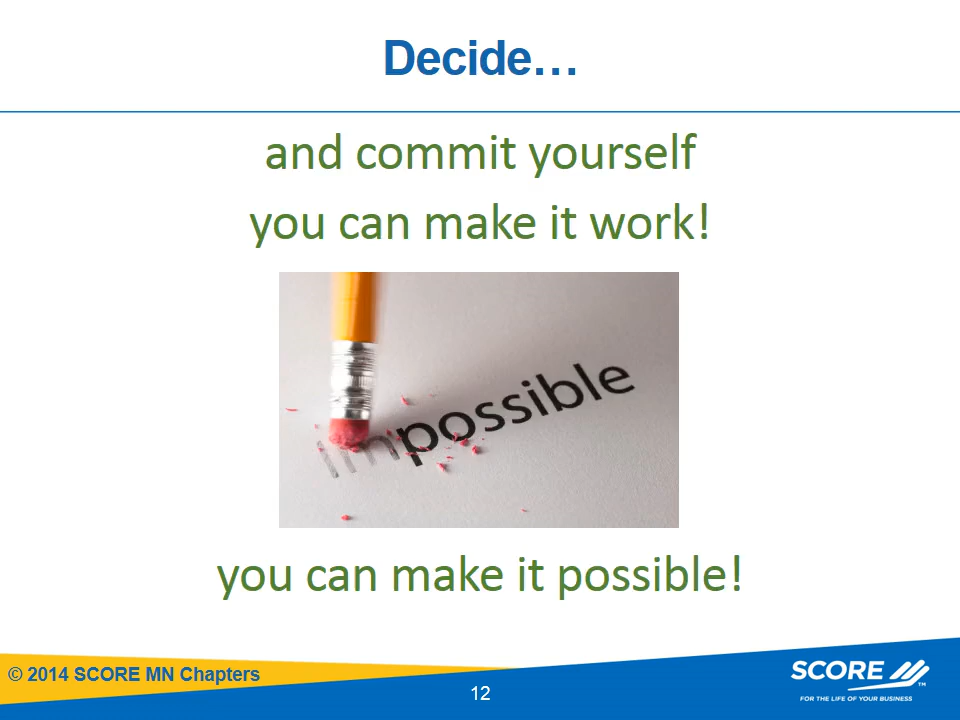 Decide…
and commit yourself
you can make it work!
impossible
you can make it possible!
© 2014 SCORE MN Chapters
12
SCORE ™
FOR THE LIFE OF YOUR BUSINESS